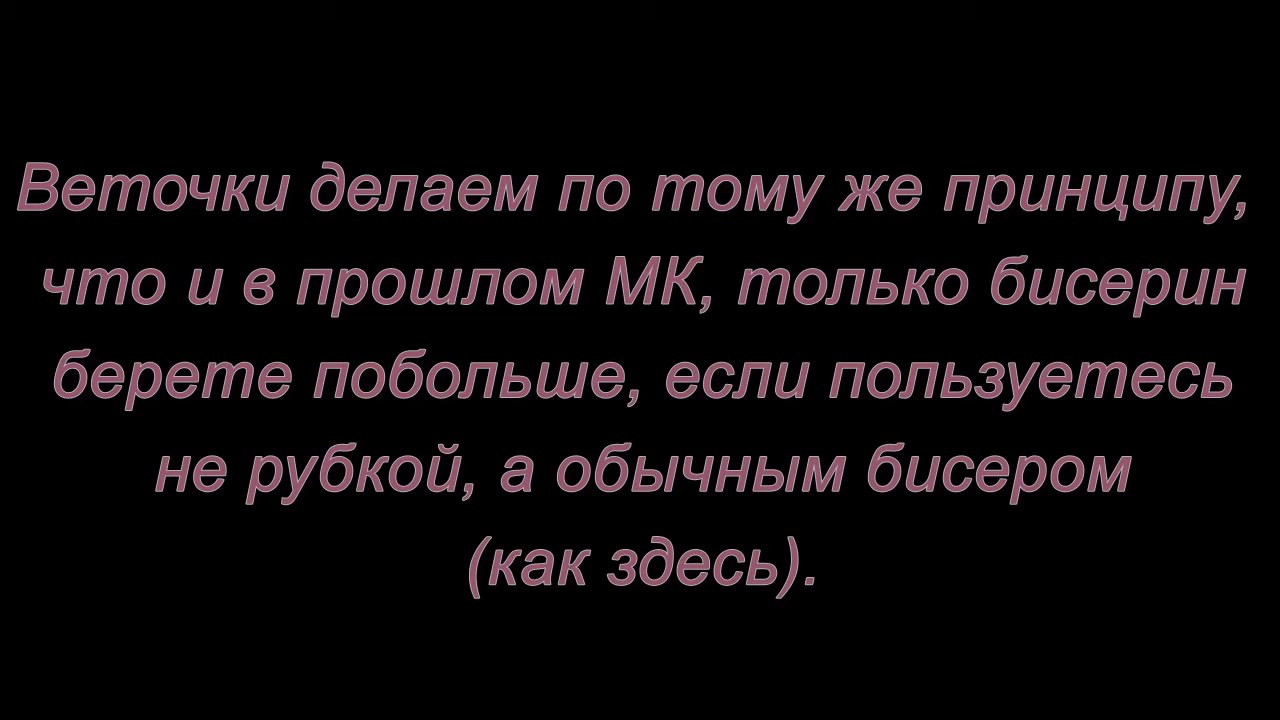 Веточки делаем по тому же принципу,
что и в прошлом МК, только бисерин
берете побольше, если пользуетесь
не рубкой, а обычным бисером
(как здесь).